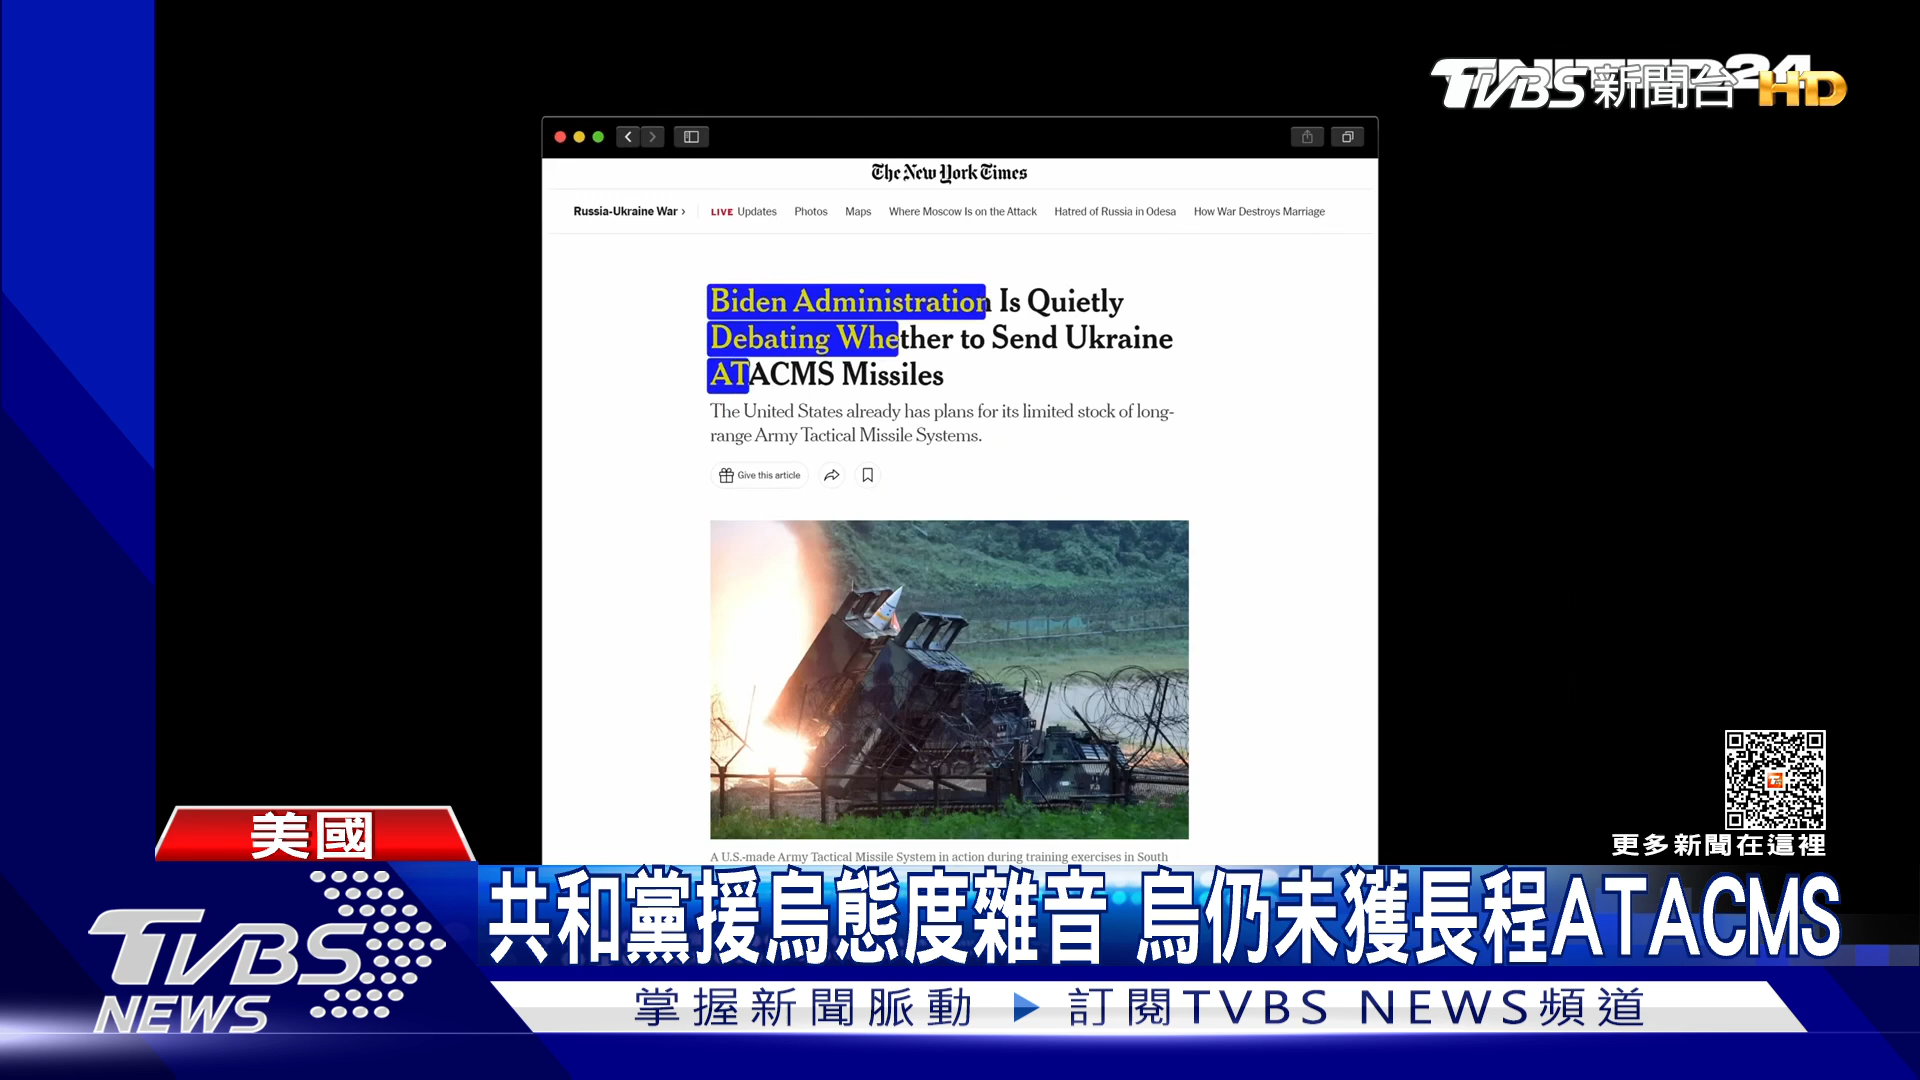 TVBS新聞台 HD
The New York Times
Russia-Ukraine War › LIVE Updates Photos Maps Where Moscow Is on the Attack Hatred of Russia in Odesa How War Destroys Marriage
Biden Administration Is Quietly
Debating Whether to Send Ukraine
ATACMS Missiles
The United States already has plans for its limited stock of long-
range Army Tactical Missile Systems.
Give this article
A U.S.-made Army Tactical Missile System in action during training exercises in South
更多新聞在這裡
美國
共和黨援烏態度雜音 烏仍未獲長程ATACMS
TVBS
NEWS
掌握新聞脈動 ▶ 訂閱TVBS NEWS頻道